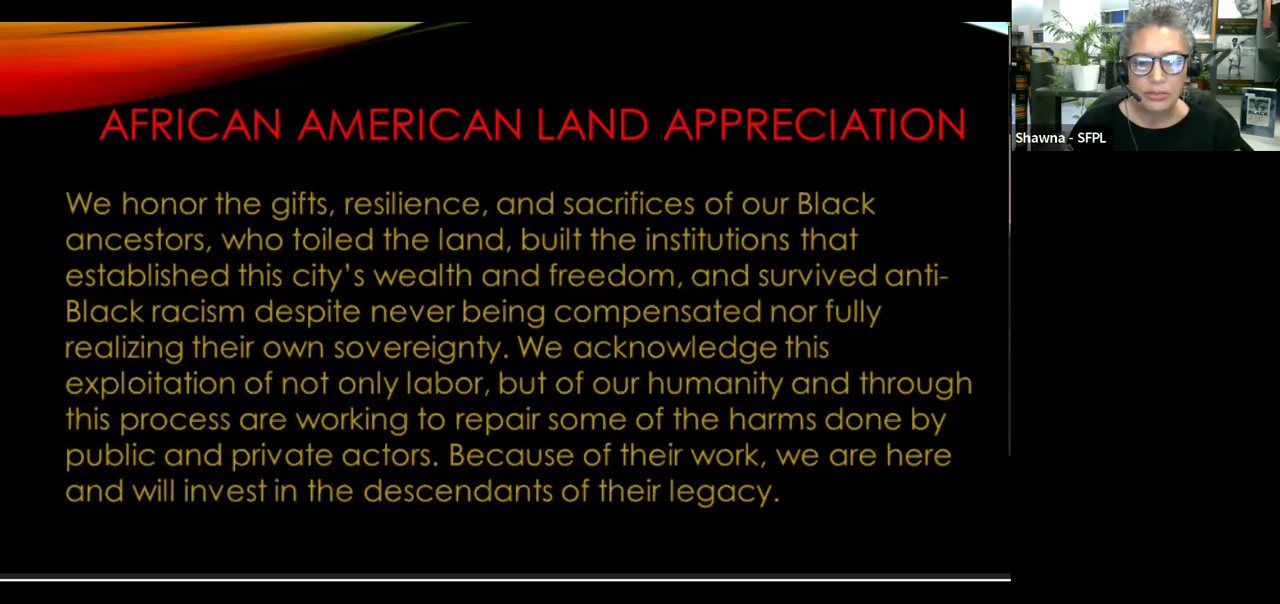 AFRICAN AMERICAN LAND APPRECIATION
We honor the gifts, resilience, and sacrifices of our Black
ancestors, who toiled the land, built the institutions that
established this city’s wealth and freedom, and survived anti-
Black racism despite never being compensated nor fully
realizing their own sovereignty. We acknowledge this
exploitation of not only labor, but of our humanity and through
this process are working to repair some of the harms done by
public and private actors. Because of their work, we are here
and will invest in the descendants of their legacy.
Shawna - SFPL
BLACK